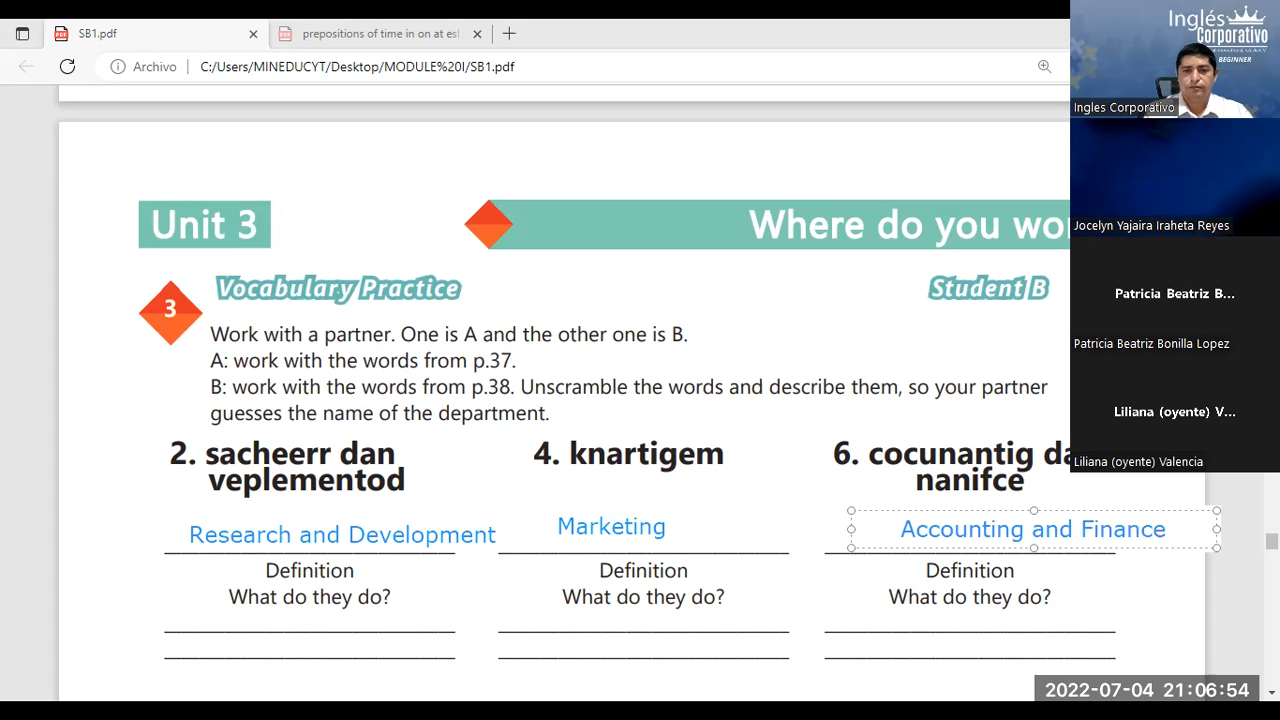 SB1.pdf
prepositions of time in on at esl
Archivo
C:/Users/MINEDUCYT/Desktop/MODULE%20I/SB1.pdf
Inglés
Corporativo
BEGINNER
Ingles Corporativo
Jocelyn Yajaira Iraheta Reyes
Patricia Beatriz B...
Patricia Beatriz Bonilla Lopez
Liliana (oyente) V...
Liliana (oyente) Valencia
Unit 3
Where do you wo
3
Vocabulary Practice
Student B
Work with a partner. One is A and the other one is B.
A: work with the words from p.37.
B: work with the words from p.38. Unscramble the words and describe them, so your partner
guesses the name of the department.
2. sacheerr dan
veplementod
4. knartigem
6. cocunantig da
nanifce
Research and Development
Marketing
Accounting and Finance
Definition
What do they do?
Definition
What do they do?
Definition
What do they do?
2022-07-04 21:06:54